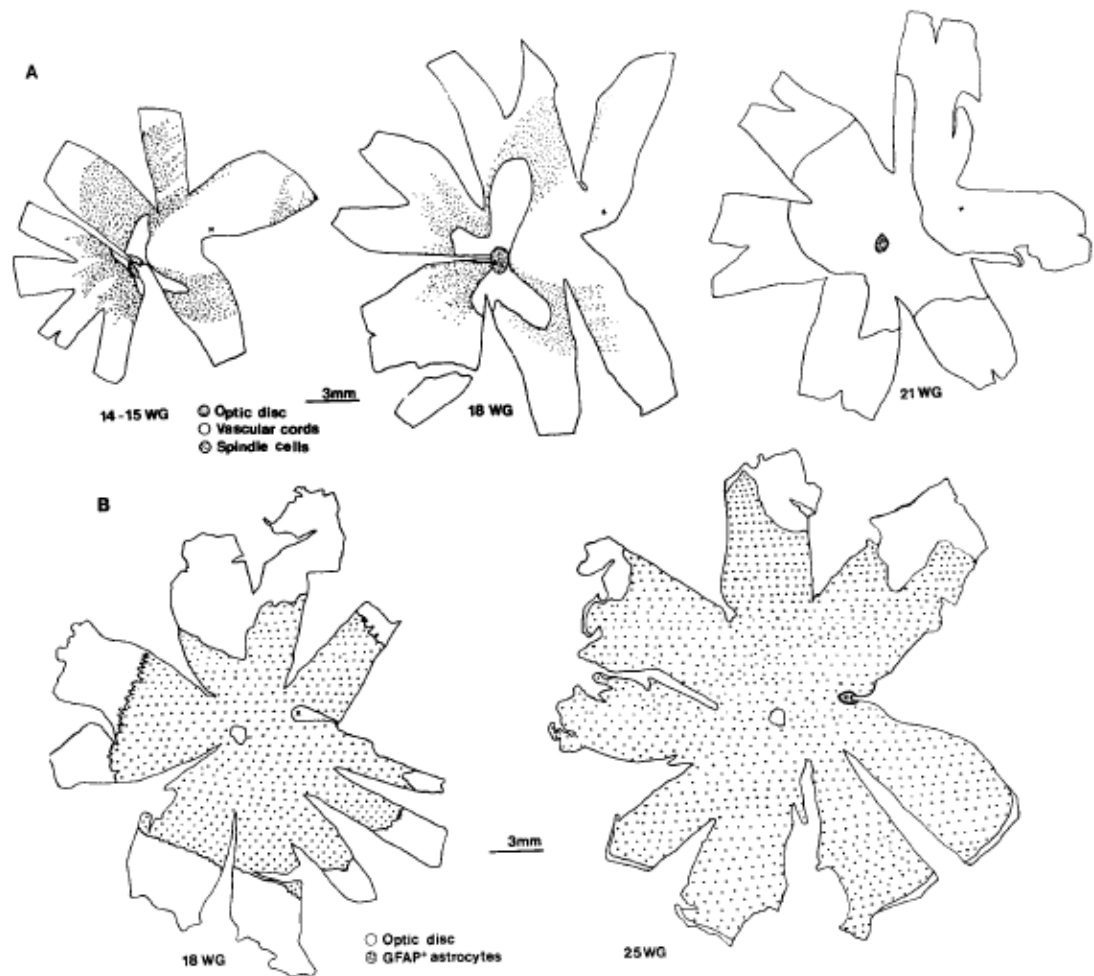 A
14-15 WG
3mm
18 WG
21 WG
Optic disc
Vascular cords
Spindle cells
B
3mm
18 WG
Optic disc
GFAP⁺ astrocytes
25 WG